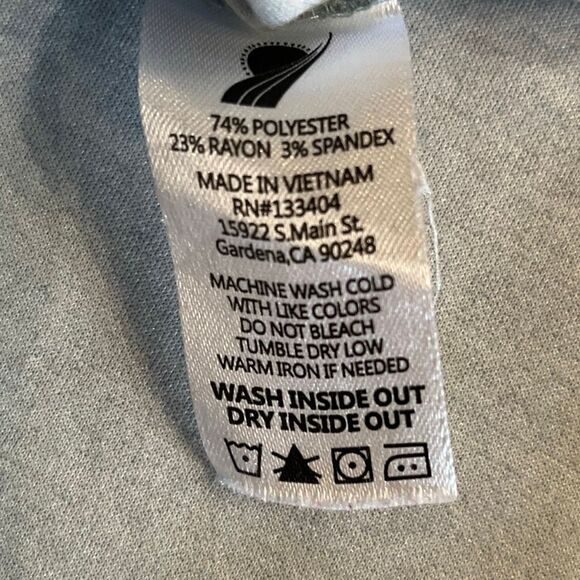 74% POLYESTER
23% RAYON 3% SPANDEX
MADE IN VIETNAM
RN#133404
15922 S.Main St.
Gardena,CA 90248
MACHINE WASH COLD
WITH LIKE COLORS
DO NOT BLEACH
TUMBLE DRY LOW
WARM IRON IF NEEDED
WASH INSIDE OUT
DRY INSIDE OUT